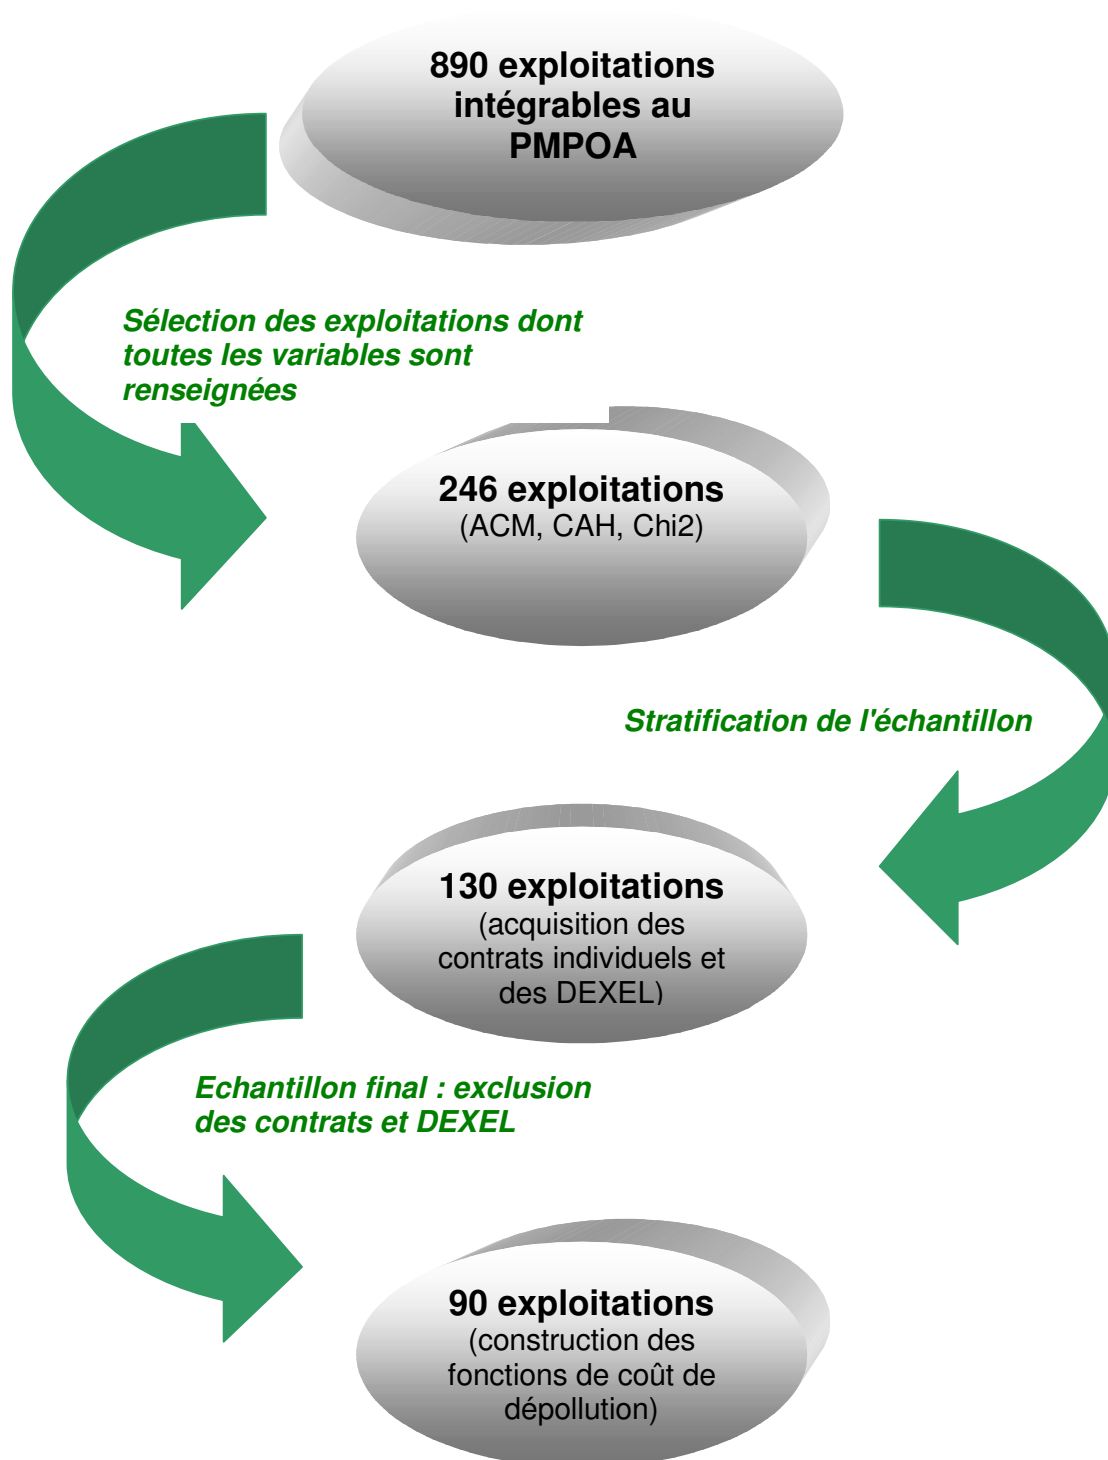 890 exploitations
intégrables au
PMPOA
Sélection des exploitations dont
toutes les variables sont
renseignées
246 exploitations
(ACM, CAH, Chi2)
Stratification de l'échantillon
130 exploitations
(acquisition des
contrats individuels et
des DEXEL)
Echantillon final : exclusion
des contrats et DEXEL
90 exploitations
(construction des
fonctions de coût de
dépollution)